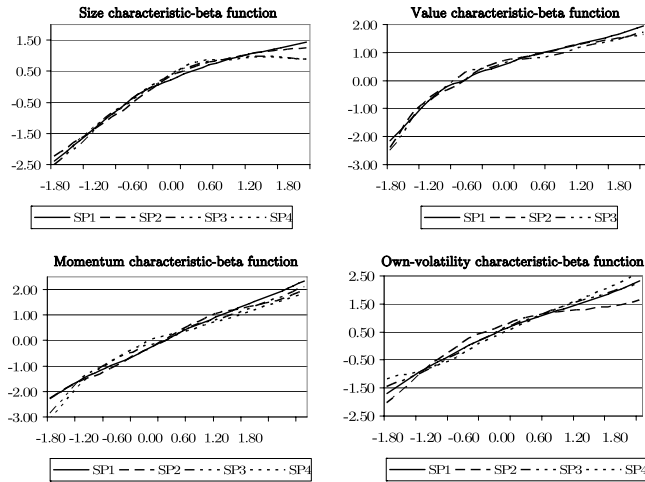 Size characteristic-beta function
1.50
0.50
-0.50
-1.50
-2.50
-1.80 -1.20 -0.60 0.00 0.60 1.20 1.80
SP1 SP2 SP3 SP4
Value characteristic-beta function
2.00
1.00
0.00
-1.00
-2.00
-3.00
-1.80 -1.20 -0.60 0.00 0.60 1.20 1.80
SP1 SP2 SP3
Momentum characteristic-beta function
2.00
1.00
0.00
-1.00
-2.00
-3.00
-1.80 -1.20 -0.60 0.00 0.60 1.20 1.80
SP1 SP2 SP3 SP4
Own-volatility characteristic-beta function
2.50
1.50
0.50
-0.50
-1.50
-2.50
-1.80 -1.20 -0.60 0.00 0.60 1.20 1.80
SP1 SP2 SP3 SP4